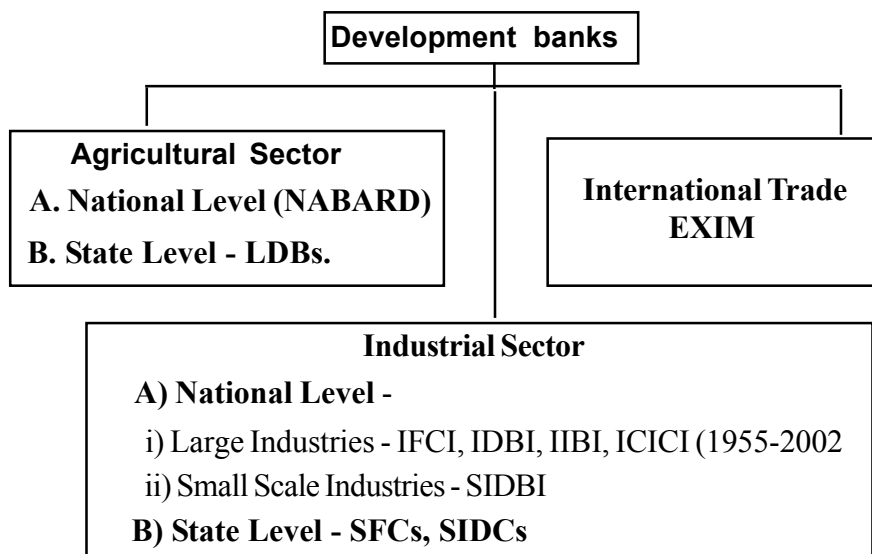 Development banks
Agricultural Sector
A. National Level (NABARD)
B. State Level - LDBs.
International Trade
EXIM
Industrial Sector
A) National Level -
i) Large Industries - IFCI, IDBI, IIBI, ICICI (1955-2002
ii) Small Scale Industries - SIDBI
B) State Level - SFCs, SIDCs